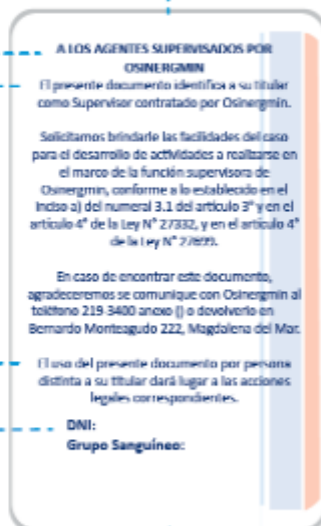 A LOS AGENTES SUPERVISADOS POR
OSINERGMIN
El presente documento identifica a su titular
como Supervisor contratado por Osinergmin.
Solicitamos brindarle las facilidades del caso
para el desarrollo de actividades a realizarse en
el marco de la función supervisora de
Osinergmin, conforme a lo establecido en el
inciso a) del numeral 3.1 del artículo 3° y en el
artículo 4° de la Ley N° 27332, y en el artículo 4°
de la Ley N° 27699.
En caso de encontrar este documento,
agradeceremos se comunique con Osinergmin al
teléfono 219-3400 anexo () o devolverlo en
Bernardo Monteagudo 222, Magdalena del Mar.
El uso del presente documento por persona
distinta a su titular dará lugar a las acciones
legales correspondientes.
DNI:
Grupo Sanguíneo: